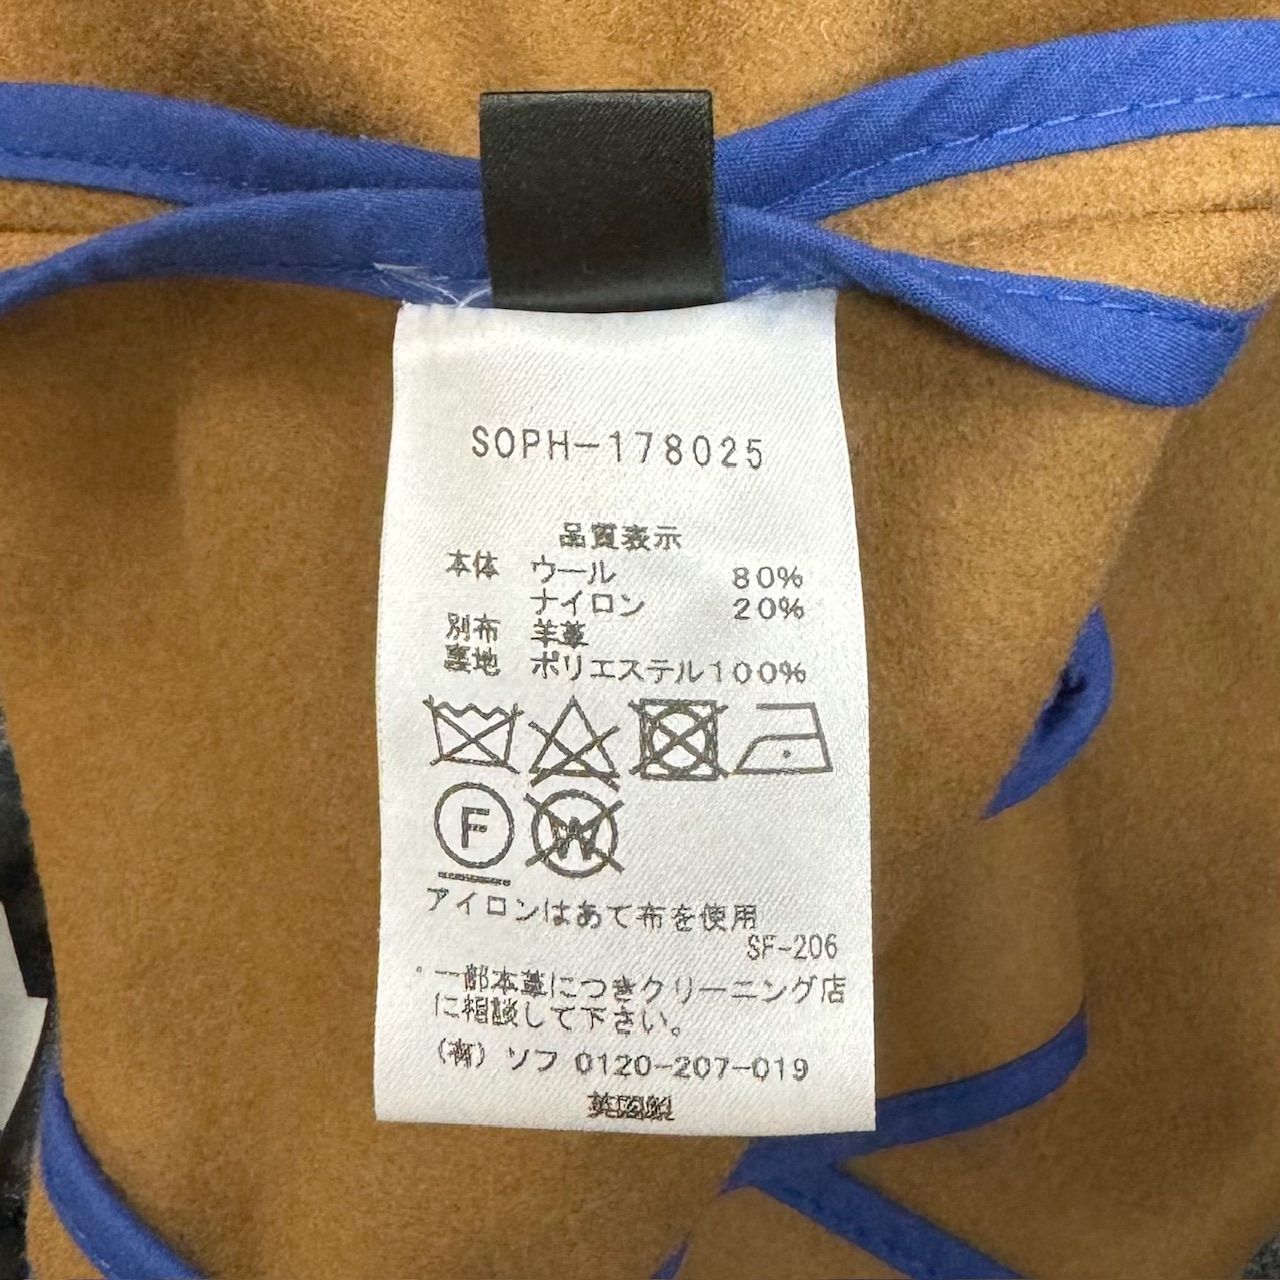 SOPH-178025
品質表示
本体 ウール 80%
ナイロン 20%
別布 羊革
裏地 ポリエステル100%
F
W
アイロンはあて布を使用
SF-206
。一部本革につきクリーニング店
に相談して下さい。
(有) ソフ 0120-207-019
英国製